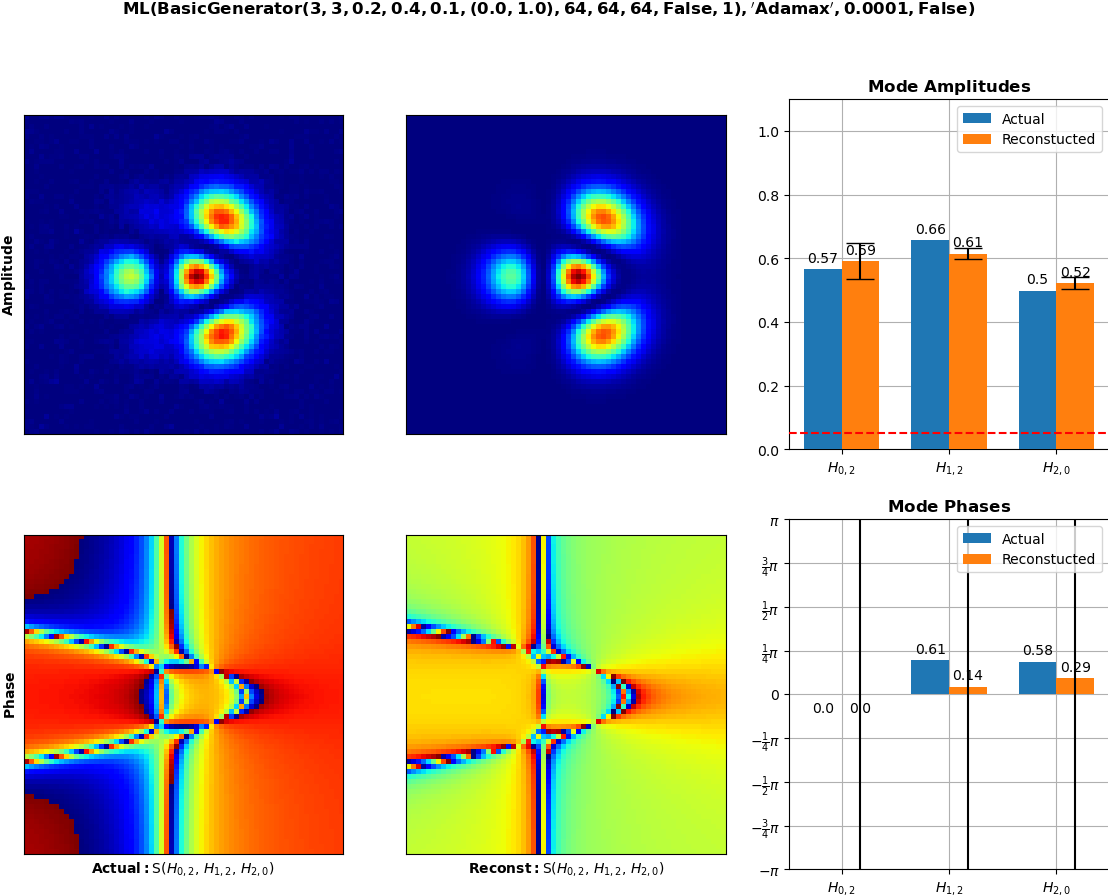 ML(BasicGenerator(3, 3, 0.2, 0.4, 0.1, (0.0, 1.0), 64, 64, 64, False, 1), 'Adamax', 0.0001, False)
Amplitude
Mode Amplitudes
Actual
Reconstucted
1.0
0.8
0.6
0.4
0.2
0.0
0.57
0.59
0.66
0.61
0.5
0.52
H0,2
H1,2
H2,0
Phase
Actual: S(H0,2, H1,2, H2,0)
Reconst: S(H0,2, H1,2, H2,0)
Mode Phases
Actual
Reconstucted
π
3/4π
1/2π
1/4π
0
−1/4π
−1/2π
−3/4π
−π
0.0
0.0
0.61
0.14
0.58
0.29
H0,2
H1,2
H2,0